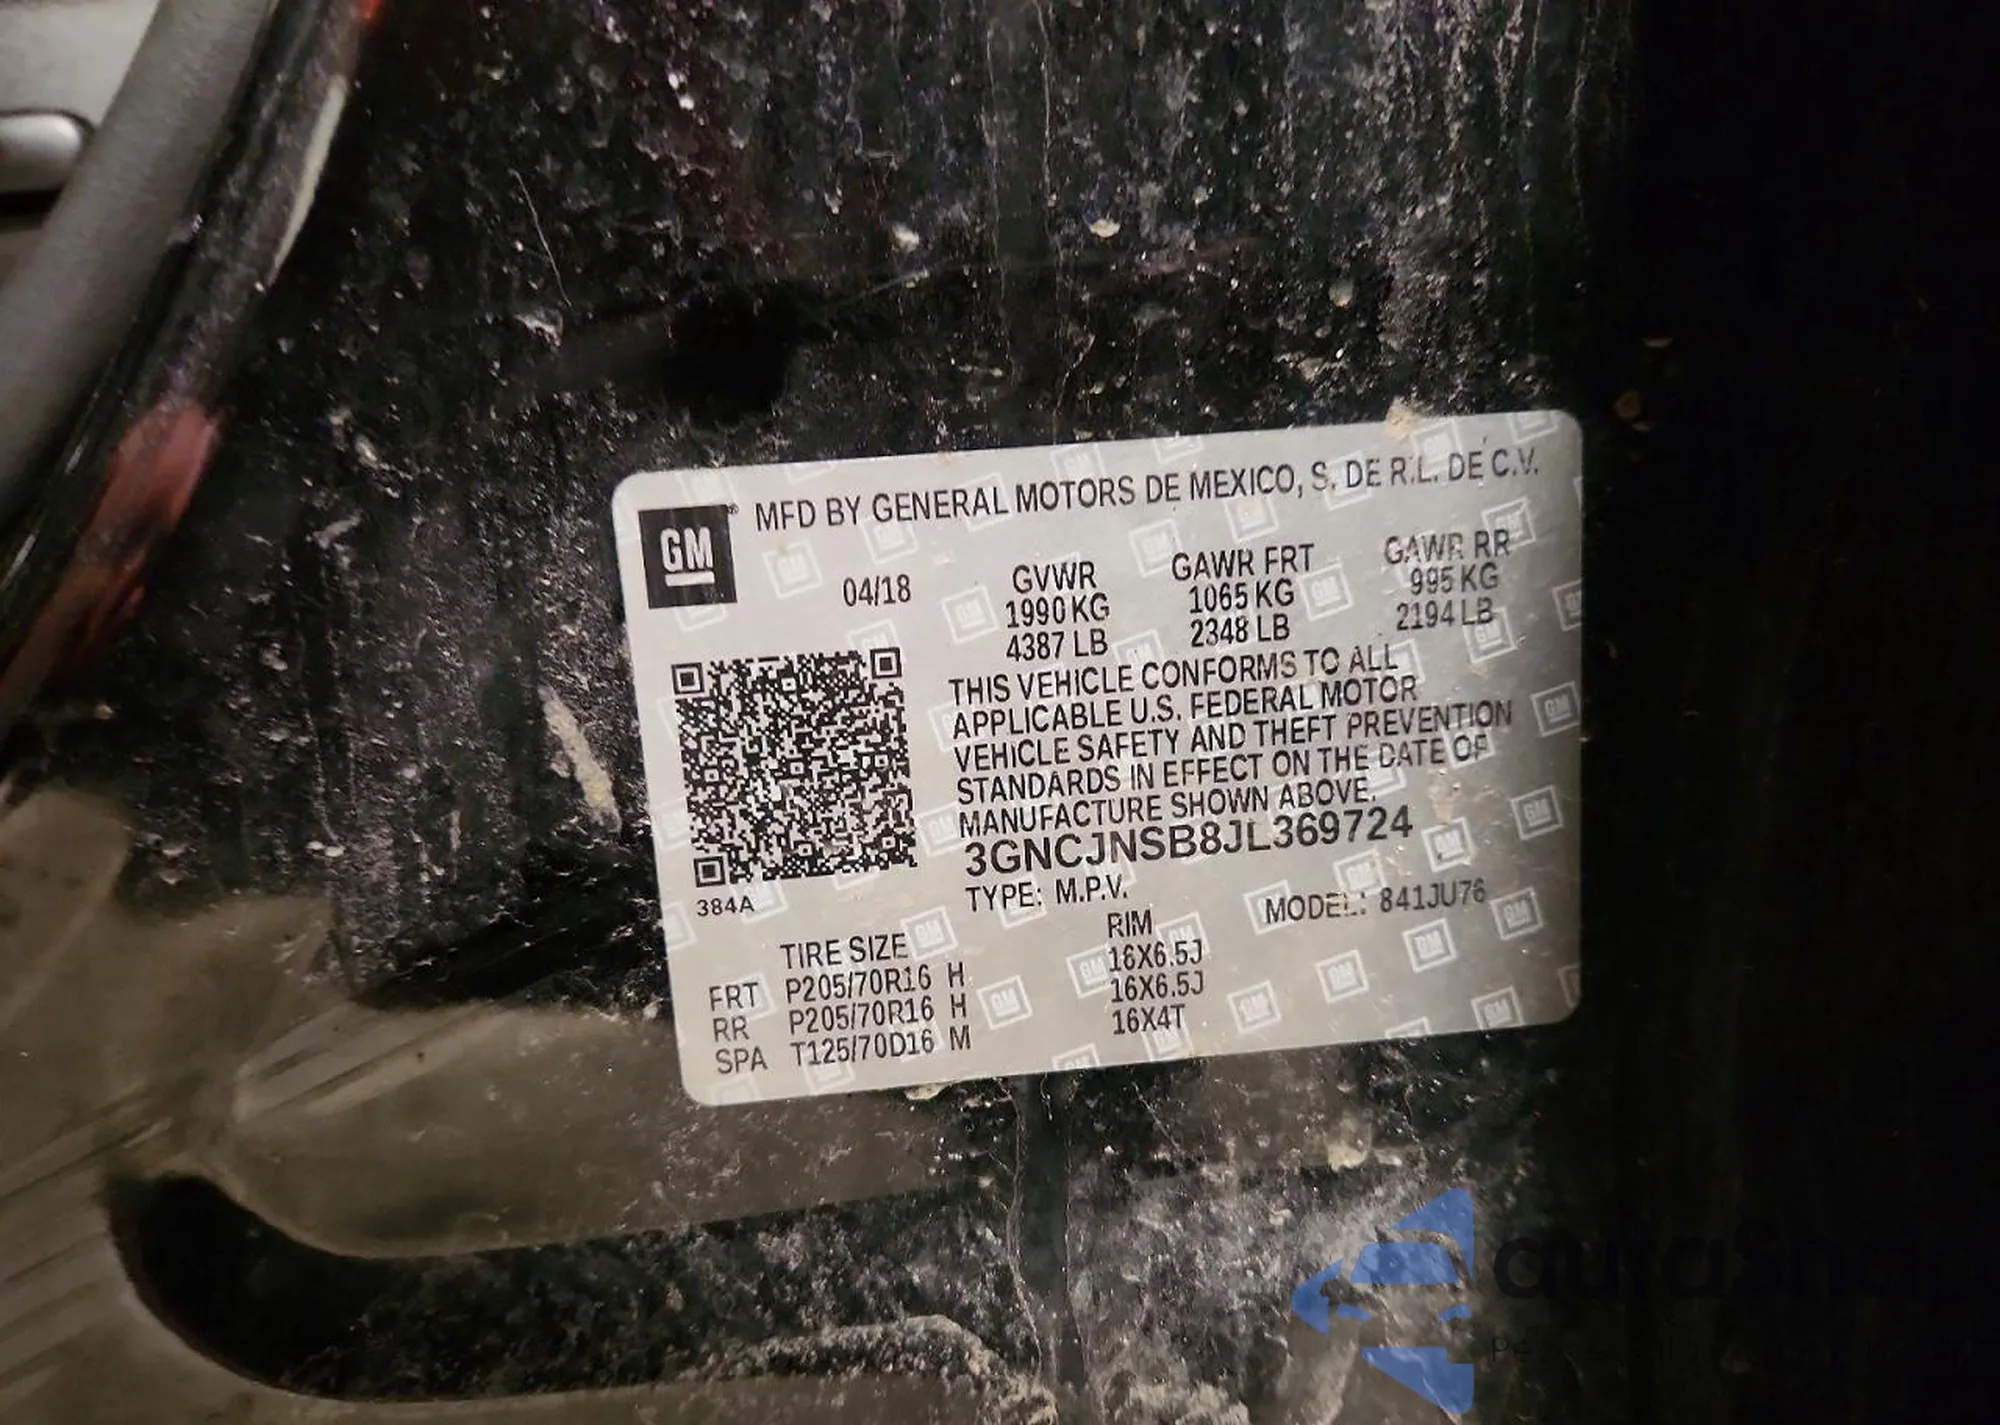 GM
MFD BY GENERAL MOTORS DE MEXICO, S. DE R.L. DE C.V.
04/18
GVWR
1990 KG
4387 LB
GAWR FRT
1065 KG
2348 LB
GAWR RR
995 KG
2194 LB
THIS VEHICLE CONFORMS TO ALL
APPLICABLE U.S. FEDERAL MOTOR
VEHICLE SAFETY AND THEFT PREVENTION
STANDARDS IN EFFECT ON THE DATE OF
MANUFACTURE SHOWN ABOVE.
3GNCJNSB8JL369724
TYPE: M.P.V.
MODEL: 841JU76
384A
TIRE SIZE RIM
FRT P205/70R16 H 16X6.5J
RR P205/70R16 H 16X6.5J
SPA T125/70D16 M 16X4T